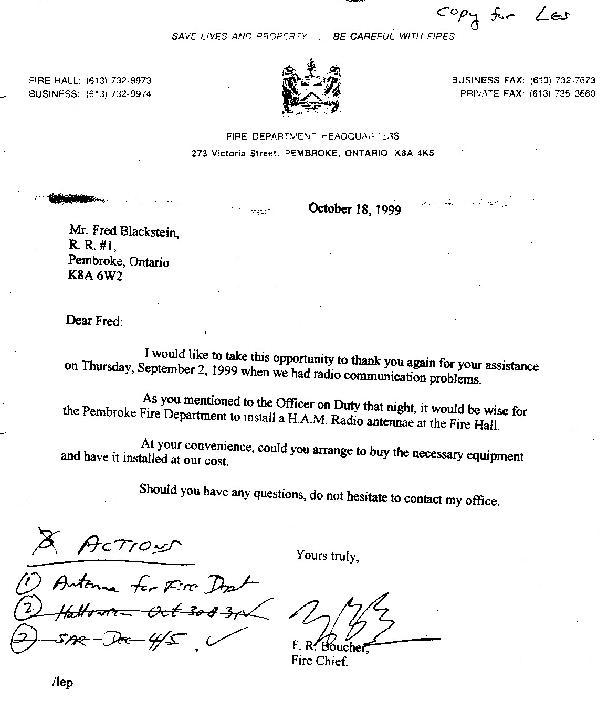 Copy for Les
SAVE LIVES AND PROPERTY . . . BE CAREFUL WITH FIRES
FIRE HALL: (613) 732-9973
BUSINESS: (613) 732-9974
BUSINESS FAX: (613) 732-7673
PRIVATE FAX: (613) 735-3660
FIRE DEPARTMENT HEADQUARTERS
273 Victoria Street, PEMBROKE, ONTARIO K8A 4K5
October 18, 1999
Mr. Fred Blackstein,
R. R. #1,
Pembroke, Ontario
K8A 6W2
Dear Fred:
I would like to take this opportunity to thank you again for your assistance
on Thursday, September 2, 1999 when we had radio communication problems.
As you mentioned to the Officer on Duty that night, it would be wise for
the Pembroke Fire Department to install a H.A.M. Radio antennae at the Fire Hall.
At your convenience, could you arrange to buy the necessary equipment
and have it installed at our cost.
Should you have any questions, do not hesitate to contact my office.
ACTIONS
① Antenna for Fire Dept
② Halloween Oct 30 & 31 ✓
② SAR - Dec 4/5 ✓
Yours truly,
F. R. Boucher,
Fire Chief.
/lep